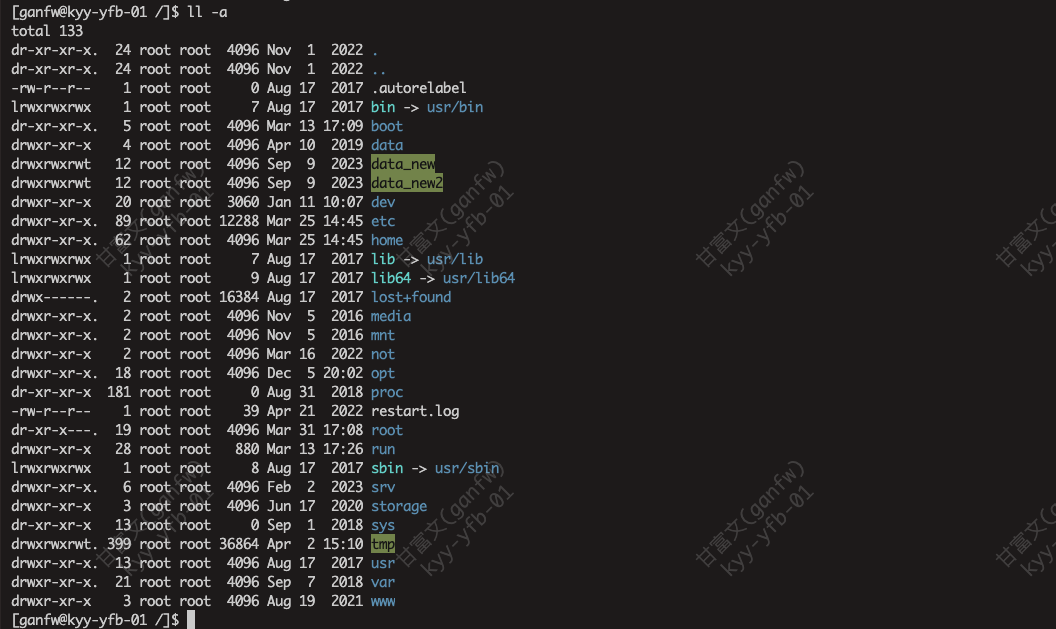 [ganfw@kyy-yfb-01 /]$ ll -a
total 133
dr-xr-xr-x.  24 root root  4096 Nov  1  2022 .
dr-xr-xr-x.  24 root root  4096 Nov  1  2022 ..
-rw-r--r--    1 root root     0 Aug 17  2017 .autorelabel
lrwxrwxrwx    1 root root     7 Aug 17  2017 bin -> usr/bin
dr-xr-xr-x.   5 root root  4096 Mar 13 17:09 boot
drwxr-xr-x    4 root root  4096 Apr 10  2019 data
drwxrwxrwt   12 root root  4096 Sep  9  2023 data_new
drwxrwxrwt   12 root root  4096 Sep  9  2023 data_new2
drwxr-xr-x   20 root root  3060 Jan 11 10:07 dev
drwxr-xr-x.  89 root root 12288 Mar 25 14:45 etc
drwxr-xr-x.  62 root root  4096 Mar 25 14:45 home
lrwxrwxrwx    1 root root     7 Aug 17  2017 lib -> usr/lib
lrwxrwxrwx    1 root root     9 Aug 17  2017 lib64 -> usr/lib64
drwx------.   2 root root 16384 Aug 17  2017 lost+found
drwxr-xr-x.   2 root root  4096 Nov  5  2016 media
drwxr-xr-x.   2 root root  4096 Nov  5  2016 mnt
drwxr-xr-x    2 root root  4096 Mar 16  2022 not
drwxr-xr-x.  18 root root  4096 Dec  5 20:02 opt
dr-xr-xr-x  181 root root     0 Aug 31  2018 proc
-rw-r--r--    1 root root    39 Apr 21  2022 restart.log
dr-xr-x---.  19 root root  4096 Mar 31 17:08 root
drwxr-xr-x   28 root root   880 Mar 13 17:26 run
lrwxrwxrwx    1 root root     8 Aug 17  2017 sbin -> usr/sbin
drwxr-xr-x.   6 root root  4096 Feb  2  2023 srv
drwxr-xr-x    3 root root  4096 Jun 17  2020 storage
dr-xr-xr-x   13 root root     0 Sep  1  2018 sys
drwxrwxrwt. 399 root root 36864 Apr  2 15:10 tmp
drwxr-xr-x.  13 root root  4096 Aug 17  2017 usr
drwxr-xr-x.  21 root root  4096 Sep  7  2018 var
drwxr-xr-x    3 root root  4096 Aug 19  2021 www
[ganfw@kyy-yfb-01 /]$
甘富文(ganfw)
kyy-yfb-01
甘富文(ganfw)
kyy-yfb-01
甘富文(ganfw)
kyy-yfb-01
甘富文(ganfw)
kyy-yfb-01
甘富文(ganfw)
kyy-yfb-01
甘富文(ganfw)
kyy-yfb-01